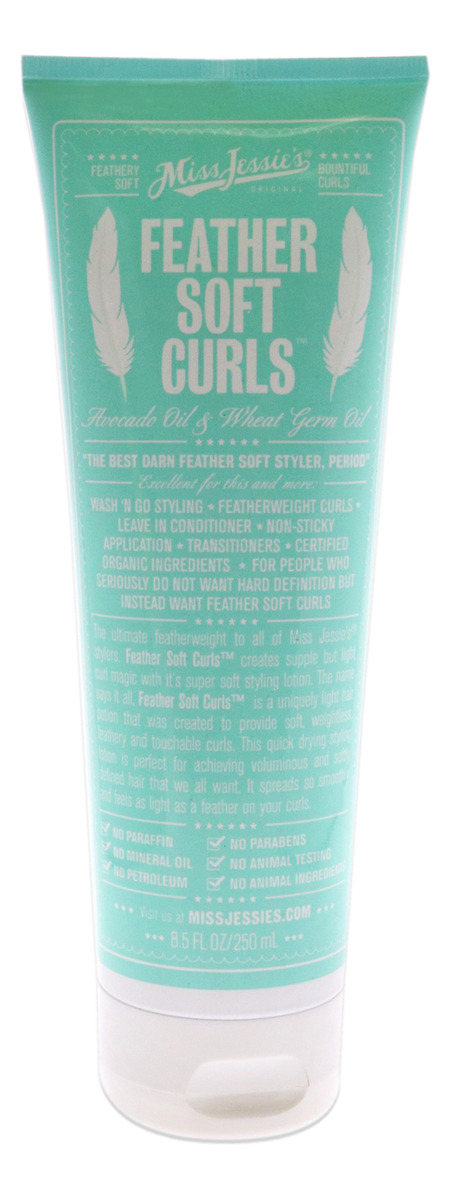 FEATHERY SOFT
Miss Jessie's®
ORIGINAL
BOUNTIFUL CURLS
FEATHER
SOFT
CURLS™
Avocado Oil & Wheat Germ Oil
"THE BEST DARN FEATHER SOFT STYLER, PERIOD"
Excellent for this and more:
WASH 'N GO STYLING • FEATHERWEIGHT CURLS •
LEAVE IN CONDITIONER • NON-STICKY
APPLICATION • TRANSITIONERS • CERTIFIED
ORGANIC INGREDIENTS • FOR PEOPLE WHO
SERIOUSLY DO NOT WANT HARD DEFINITION BUT
INSTEAD WANT FEATHER SOFT CURLS
The ultimate featherweight to all of Miss Jessie's®
stylers, Feather Soft Curls™ creates supple but light
curl magic with it's super soft styling lotion. The name
says it all, Feather Soft Curls™ is a uniquely light hair
lotion that was created to provide soft, weightless
feathery and touchable curls. This quick drying styling
lotion is perfect for achieving voluminous and softly
defined hair that we all want. It spreads so smoothly
and feels as light as a feather on your curls.
NO PARAFFIN
NO MINERAL OIL
NO PETROLEUM
NO PARABENS
NO ANIMAL TESTING
NO ANIMAL INGREDIENTS
Visit us at MISSJESSIES.COM
8.5 FL OZ/250 mL